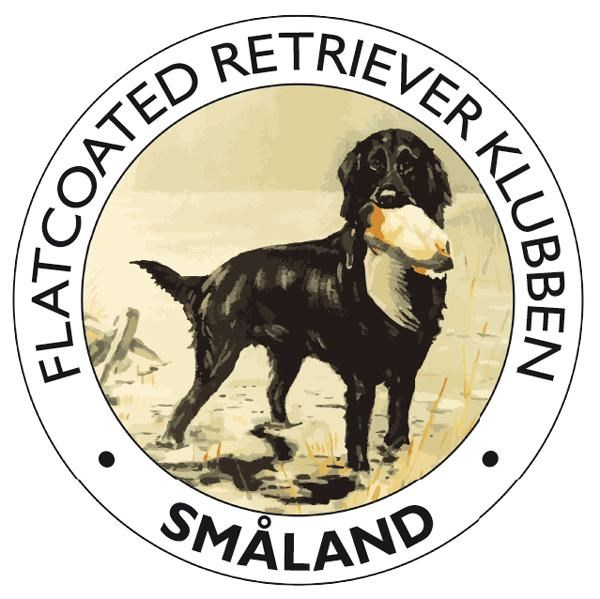 FLATCOATED RETRIEVER KLUBBEN
• SMÅLAND •